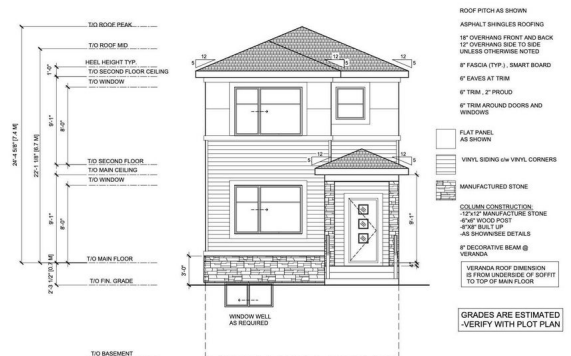 T/O ROOF PEAK
T/O ROOF MID
HEEL HEIGHT TYP.
T/O SECOND FLOOR CEILING
T/O WINDOW
T/O SECOND FLOOR
T/O MAIN CEILING
T/O WINDOW
T/O MAIN FLOOR
T/O FIN. GRADE
T/O BASEMENT
24'-4 5/8" [7.4 M]
22'-1 1/8" [6.7 M]
2'-3 1/2" [0.7 M]
1'-0"
9'-1"
8'-0"
9'-1"
8'-0"
3'-0"
9'-1"
12
5
12
5
12
5
12
5
WINDOW WELL
AS REQUIRED
ROOF PITCH AS SHOWN
ASPHALT SHINGLES ROOFING
18" OVERHANG FRONT AND BACK
12" OVERHANG SIDE TO SIDE
UNLESS OTHERWISE NOTED
8" FASCIA (TYP.) , SMART BOARD
6" EAVES AT TRIM
6" TRIM , 2" PROUD
6" TRIM AROUND DOORS AND
WINDOWS
FLAT PANEL
AS SHOWN
VINYL SIDING c/w VINYL CORNERS
MANUFACTURED STONE
COLUMN CONSTRUCTION:
-12"x12" MANUFACTURE STONE
-6"x6" WOOD POST
-8"X8" BUILT UP
-AS SHOWN/SEE DETAILS
8" DECORATIVE BEAM @
VERANDA
VERANDA ROOF DIMENSION
IS FROM UNDERSIDE OF SOFFIT
TO TOP OF MAIN FLOOR
GRADES ARE ESTIMATED
-VERIFY WITH PLOT PLAN